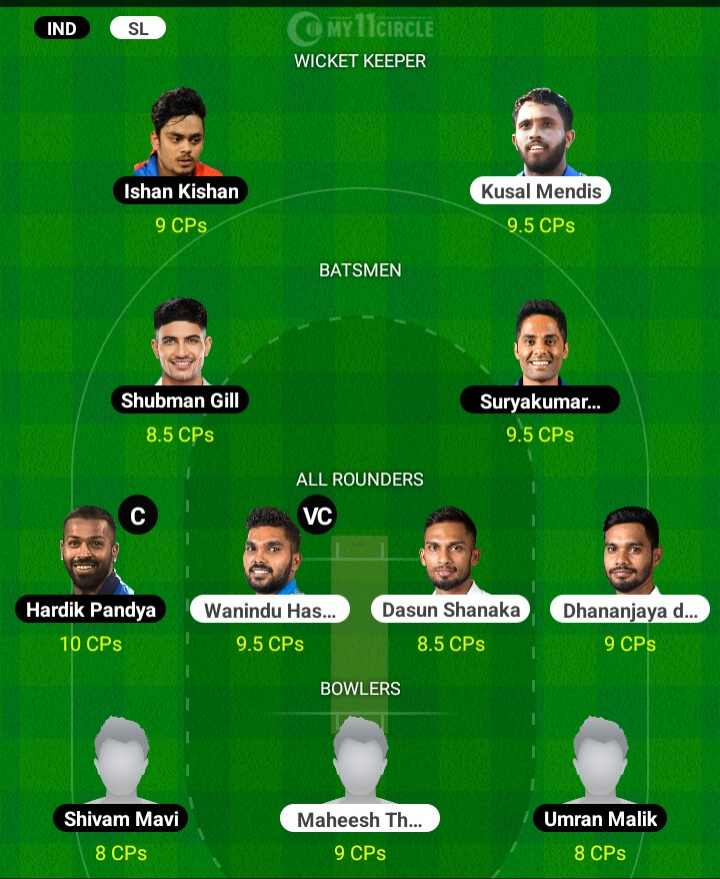 IND SL MY11CIRCLE
WICKET KEEPER
Ishan Kishan Kusal Mendis
9 CPs 9.5 CPs
BATSMEN
Shubman Gill Suryakumar...
8.5 CPs 9.5 CPs
ALL ROUNDERS
C VC
Hardik Pandya Wanindu Has... Dasun Shanaka Dhananjaya d...
10 CPs 9.5 CPs 8.5 CPs 9 CPs
BOWLERS
Shivam Mavi Maheesh Th... Umran Malik
8 CPs 9 CPs 8 CPs